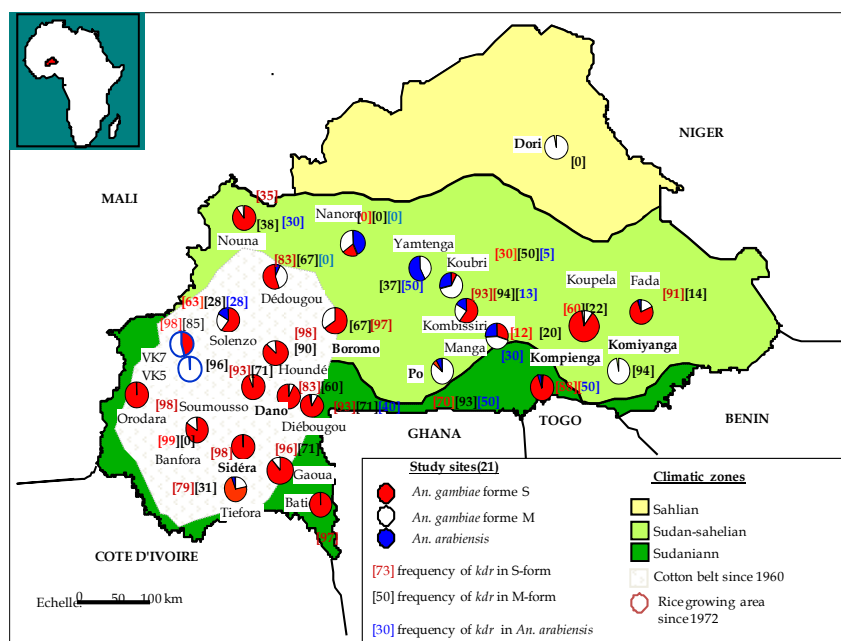 NIGER
Dori
[0]
MALI
[35]
[38] [30]
Nouna
Nanoro
[0][0][0]
Yamtenga
Koubri
[30][50][5]
[83][67][0]
Dédougou
[37][50]
Koupela
Fada
[63][28][28]
[93][94][13]
[60][22]
[91][14]
Solenzo
[98][85]
[67][97]
Kombissiri
[12] [20]
VK7
[98]
[90]
Boromo
Manga
[30]
Kompienga
Komiyanga
VK5
[96]
Houndé
Po
[94]
[93][71]
[83][60]
[88][50]
Orodara
[98] Soumousso
Dano
Diébougou
[93][71][40]
[70][93][50]
GHANA
TOGO
BENIN
[99][0]
Banfora
[98]
[96][71]
Sidéra
Gaoua
[79][31]
Tiefora
Bati
[97]
COTE D'IVOIRE
Echelle:
0 50 100 km
Study sites(21)
An. gambiae forme S
An. gambiae forme M
An. arabiensis
[73] frequency of kdr in S-form
[50] frequency of kdr in M-form
[30] frequency of kdr in An. arabiensis
Climatic zones
Sahlian
Sudan-sahelian
Sudaniann
Cotton belt since 1960
Rice growing area
since 1972